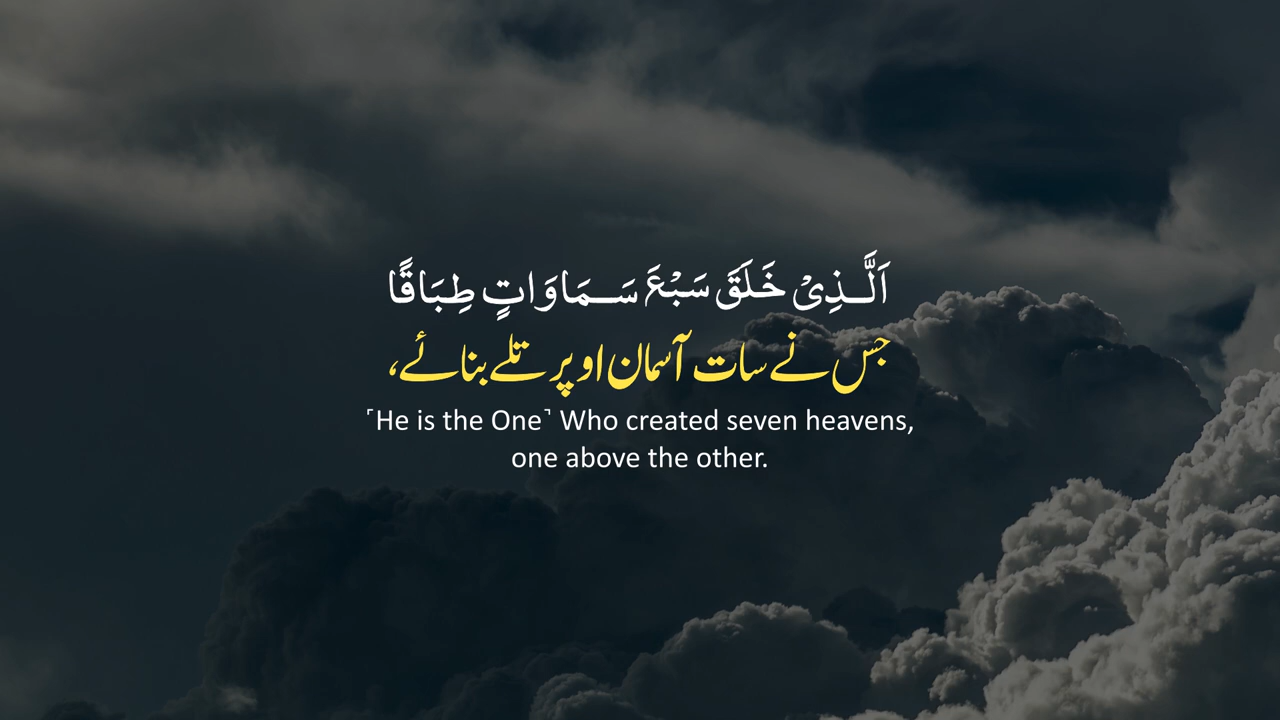 اَلَّـذِىْ خَلَقَ سَبْعَ سَـمَاوَاتٍ طِبَاقًا
جس نے سات آسمان اوپر تلے بنائے،
⸢He is the One⸣ Who created seven heavens,
one above the other.